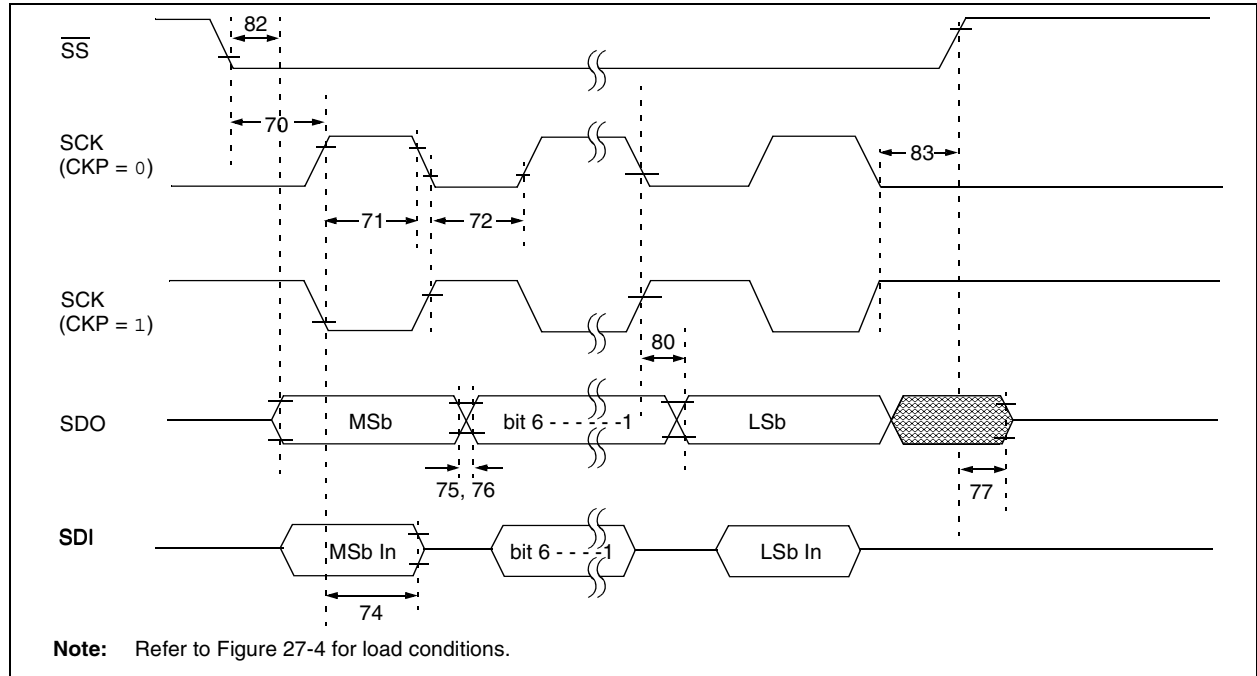 82
SS
70
SCK
(CKP = 0)
83
71
72
SCK
(CKP = 1)
80
SDO
MSb
bit 6 - - - - - -1
LSb
75, 76
77
SDI
MSb In
bit 6 - - - -1
LSb In
74
Note: Refer to Figure 27-4 for load conditions.